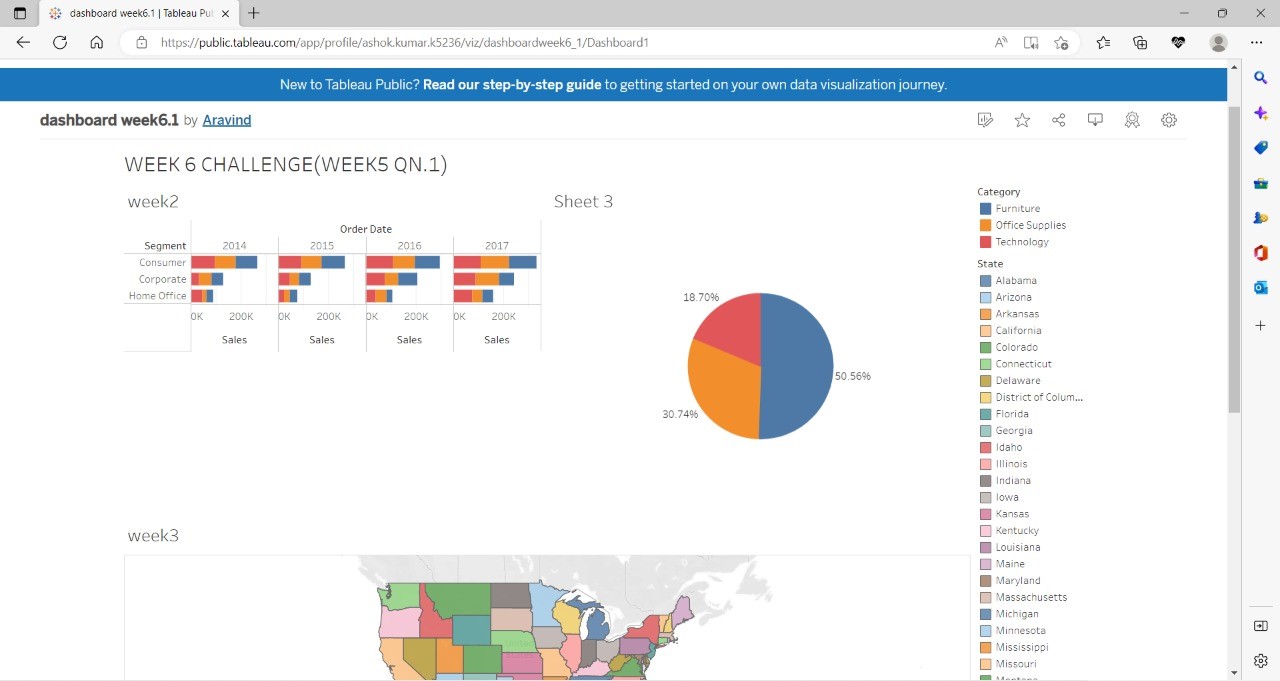 dashboard week6.1 | Tableau Pu
https://public.tableau.com/app/profile/ashok.kumar.k5236/viz/dashboardweek6_1/Dashboard1
New to Tableau Public? Read our step-by-step guide to getting started on your own data visualization journey.
dashboard week6.1 by Aravind
WEEK 6 CHALLENGE(WEEK5 QN.1)
week2
Order Date
Segment 2014 2015 2016 2017
Consumer
Corporate
Home Office
0K 200K 0K 200K 0K 200K 0K 200K
Sales Sales Sales Sales
Sheet 3
18.70%
50.56%
30.74%
week3
Category
Furniture
Office Supplies
Technology
State
Alabama
Arizona
Arkansas
California
Colorado
Connecticut
Delaware
District of Colum...
Florida
Georgia
Idaho
Illinois
Indiana
Iowa
Kansas
Kentucky
Louisiana
Maine
Maryland
Massachusetts
Michigan
Minnesota
Mississippi
Missouri